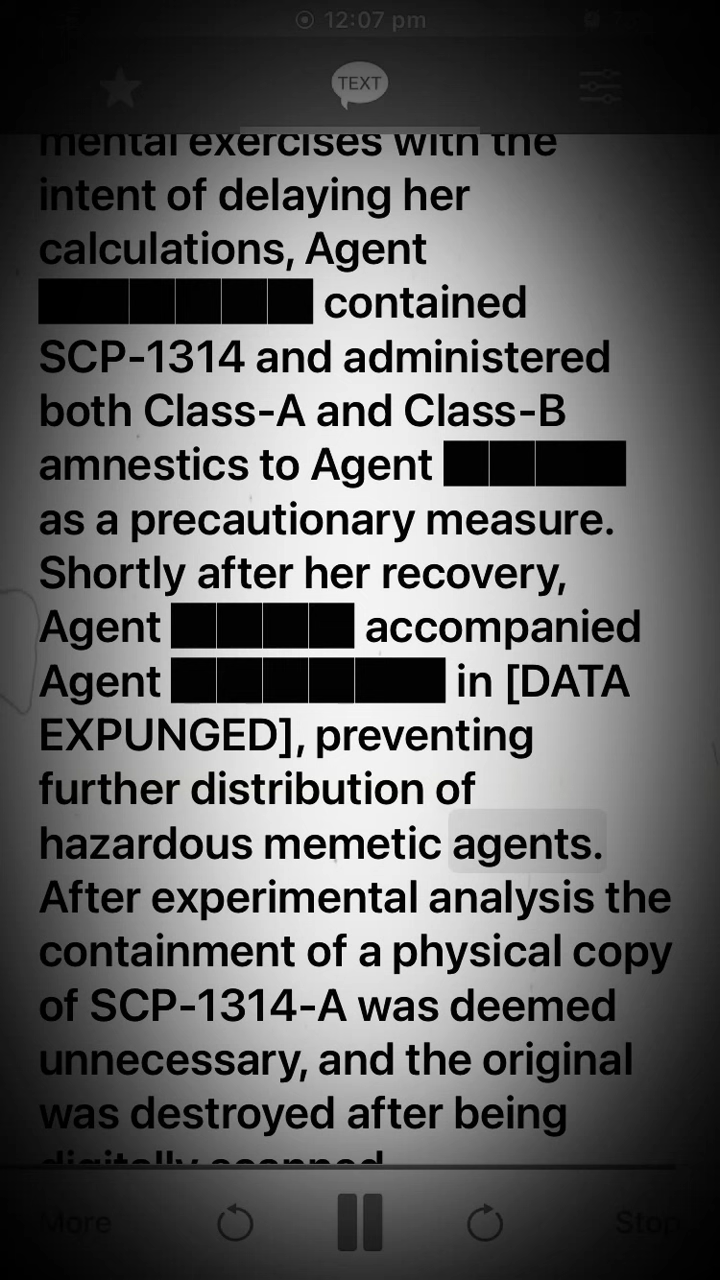 12:07 pm
TEXT
mental exercises with the
intent of delaying her
calculations, Agent
██████ contained
SCP-1314 and administered
both Class-A and Class-B
amnestics to Agent ████
as a precautionary measure.
Shortly after her recovery,
Agent ████ accompanied
Agent ██████ in [DATA
EXPUNGED], preventing
further distribution of
hazardous memetic agents.
After experimental analysis the
containment of a physical copy
of SCP-1314-A was deemed
unnecessary, and the original
was destroyed after being
digitally scanned
More
Stop